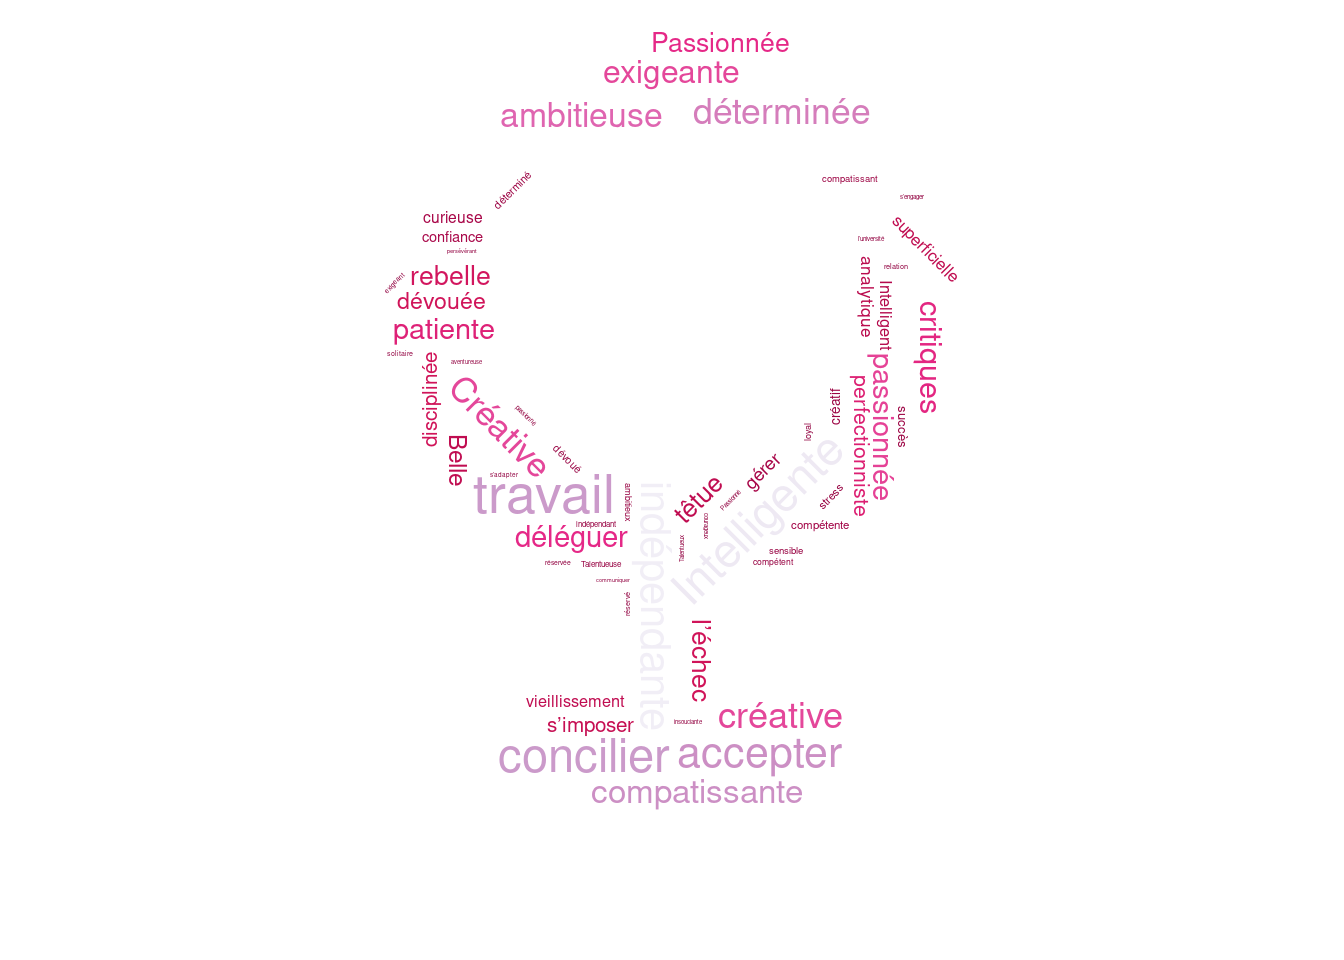 Passionnée
exigeante
ambitieuse
déterminée
déterminé
compatissant
s'engager
curieuse
confiance
persévérant
superficielle
l'université
relation
analytique
Intelligent
exigeant
rebelle
dévouée
patiente
critiques
solitaire
disciplinée
aventureuse
passionnée
perfectionniste
Créative
passionné
créatif
succès
loyal
Belle
dévoué
s'adapter
travail
ambitieux
indépendante
têtue
gérer
Passionné
Intelligente
stress
indépendant
courageux
compétente
déléguer
Talentueux
sensible
compétent
réservée
Talentueuse
communiquer
réservé
l'échec
vieillissement
s'imposer
insouciante
créative
concilier
accepter
compatissante